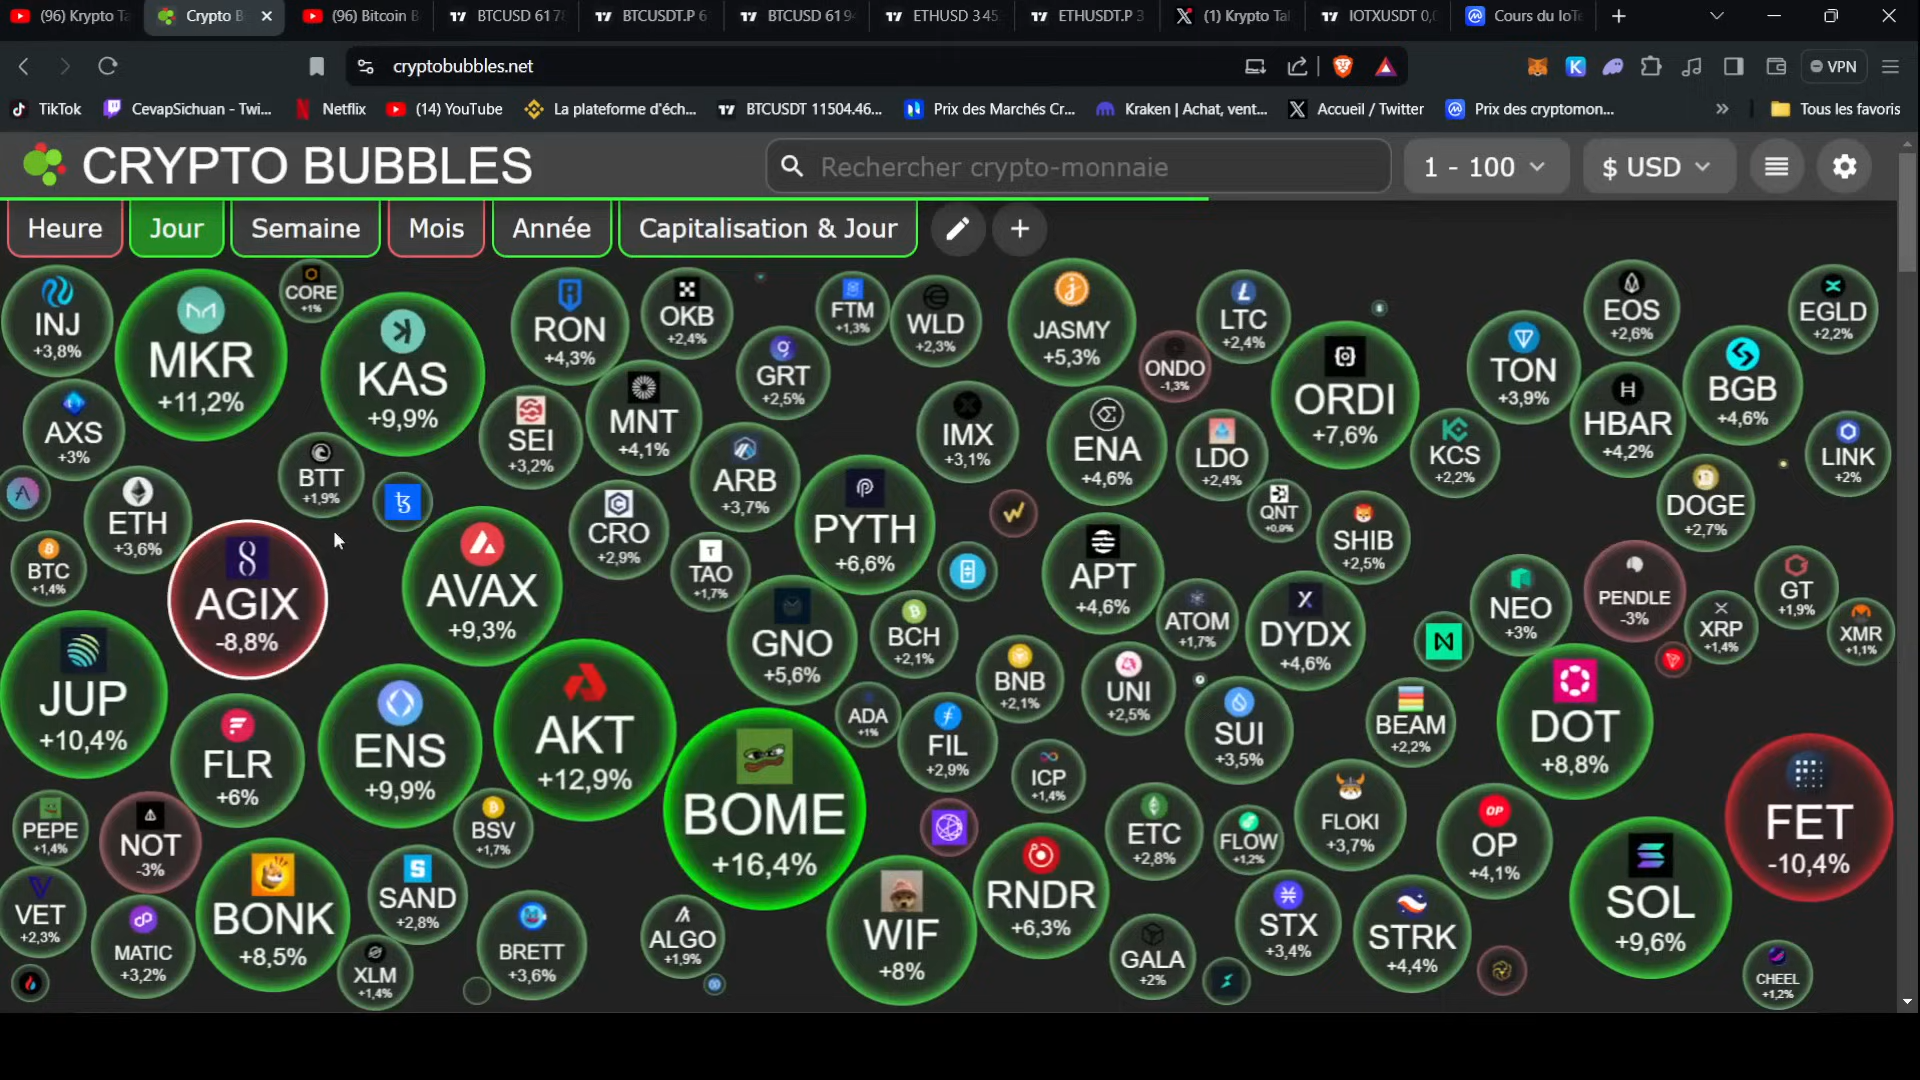 (96) Krypto Ta
Crypto B
(96) Bitcoin B
BTCUSD 61 78
BTCUSDT.P 6
BTCUSD 61 94
ETHUSD 3 45
ETHUSDT.P 3
(1) Krypto Tal
IOTXUSDT 0,0
Cours du IoTe
cryptobubbles.net
VPN
TikTok
CevapSichuan - Twi...
Netflix
(14) YouTube
La plateforme d'éch...
BTCUSDT 11504.46...
Prix des Marchés Cr...
Kraken | Achat, vent...
Accueil / Twitter
Prix des cryptomon...
Tous les favoris
CRYPTO BUBBLES
Rechercher crypto-monnaie
1 - 100
$ USD
Heure
Jour
Semaine
Mois
Année
Capitalisation & Jour
INJ
+3,8%
MKR
+11,2%
CORE
+1%
KAS
+9,9%
RON
+4,3%
OKB
+2,4%
FTM
+1,3%
WLD
+2,3%
JASMY
+5,3%
LTC
+2,4%
ONDO
-1,3%
ORDI
+7,6%
TON
+3,9%
EOS
+2,6%
EGLD
+2,2%
AXS
+3%
BTT
+1,9%
SEI
+3,2%
MNT
+4,1%
GRT
+2,5%
ARB
+3,7%
IMX
+3,1%
ENA
+4,6%
LDO
+2,4%
KCS
+2,2%
HBAR
+4,2%
BGB
+4,6%
LINK
+2%
ETH
+3,6%
BTC
+1,4%
CRO
+2,9%
PYTH
+6,6%
QNT
+0,9%
SHIB
+2,5%
DOGE
+2,7%
AGIX
-8,8%
AVAX
+9,3%
TAO
+1,7%
APT
+4,6%
ATOM
+1,7%
DYDX
+4,6%
NEO
+3%
PENDLE
-3%
GT
+1,9%
XRP
+1,4%
XMR
+1,1%
JUP
+10,4%
GNO
+5,6%
BCH
+2,1%
BNB
+2,1%
UNI
+2,5%
DOT
+8,8%
FLR
+6%
ENS
+9,9%
AKT
+12,9%
ADA
+1%
FIL
+2,9%
SUI
+3,5%
BEAM
+2,2%
PEPE
+1,4%
NOT
-3%
BSV
+1,7%
BOME
+16,4%
ICP
+1,4%
ETC
+2,8%
FLOW
+1,2%
FLOKI
+3,7%
OP
+4,1%
FET
-10,4%
VET
+2,3%
BONK
+8,5%
SAND
+2,8%
WIF
+8%
RNDR
+6,3%
STX
+3,4%
STRK
+4,4%
SOL
+9,6%
MATIC
+3,2%
XLM
+1,4%
BRETT
+3,6%
ALGO
+1,9%
GALA
+2%
CHEEL
+1,2%